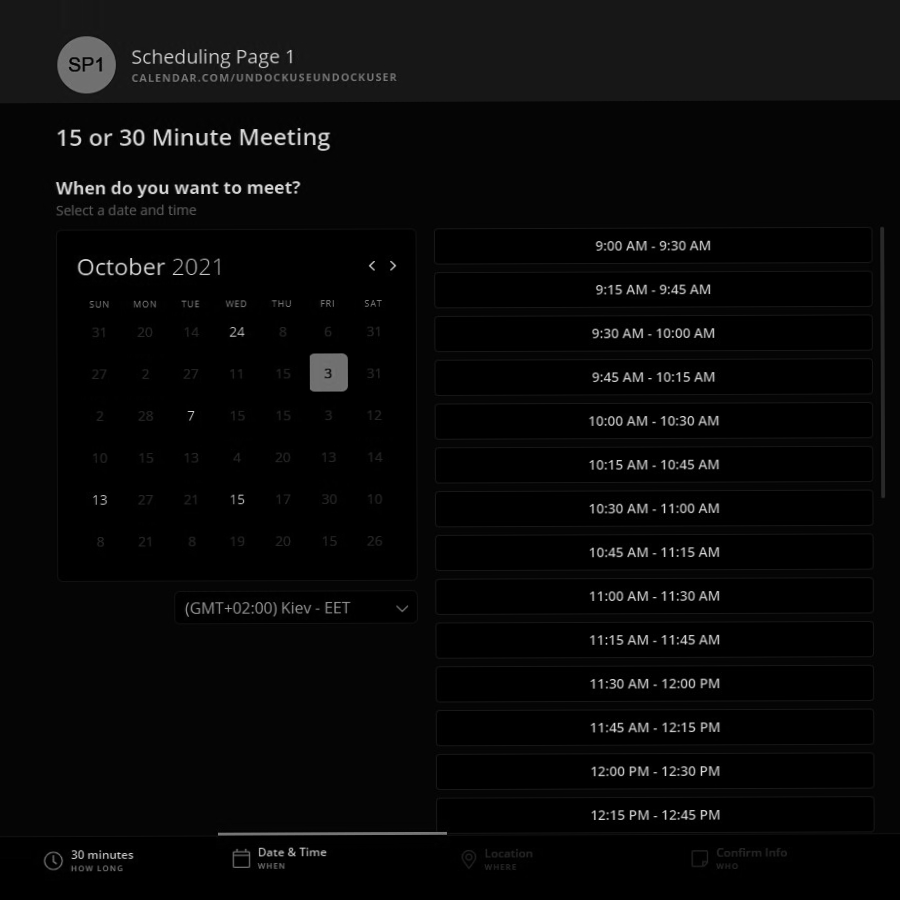 SP1
Scheduling Page 1
CALENDAR.COM/UNDOCKUSEUNDOCKUSER
15 or 30 Minute Meeting
When do you want to meet?
Select a date and time
October 2021
SUN MON TUE WED THU FRI SAT
31 20 14 24 8 6 31
27 2 27 11 15 3 31
2 28 7 15 15 3 12
10 15 13 4 20 13 14
13 27 21 15 17 30 10
8 21 8 19 20 15 26
(GMT+02:00) Kiev - EET
9:00 AM - 9:30 AM
9:15 AM - 9:45 AM
9:30 AM - 10:00 AM
9:45 AM - 10:15 AM
10:00 AM - 10:30 AM
10:15 AM - 10:45 AM
10:30 AM - 11:00 AM
10:45 AM - 11:15 AM
11:00 AM - 11:30 AM
11:15 AM - 11:45 AM
11:30 AM - 12:00 PM
11:45 AM - 12:15 PM
12:00 PM - 12:30 PM
12:15 PM - 12:45 PM
30 minutes
HOW LONG
Date & Time
WHEN
Location
WHERE
Confirm Info
WHO